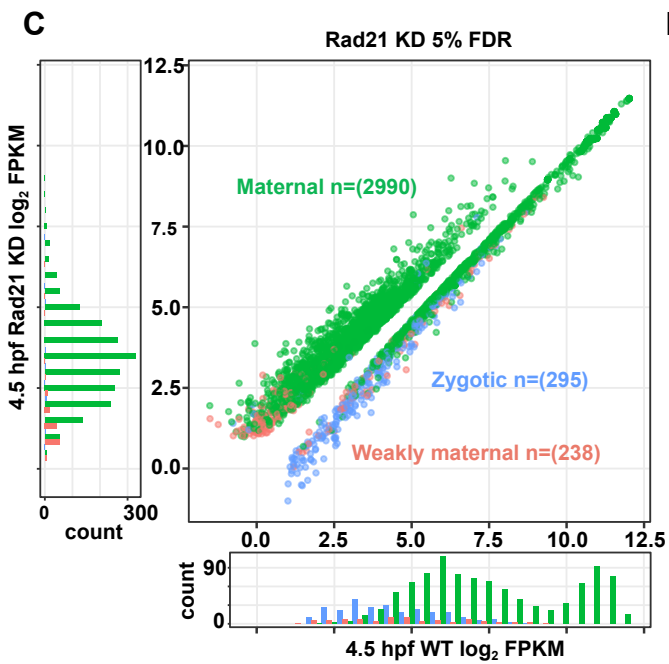 C
Rad21 KD 5% FDR
4.5 hpf Rad21 KD log2 FPKM
12.5
10.0
7.5
5.0
2.5
0.0
Maternal n=(2990)
Zygotic n=(295)
Weakly maternal n=(238)
0 300
count
0.0 2.5 5.0 7.5 10.0 12.5
count
90
0
4.5 hpf WT log2 FPKM